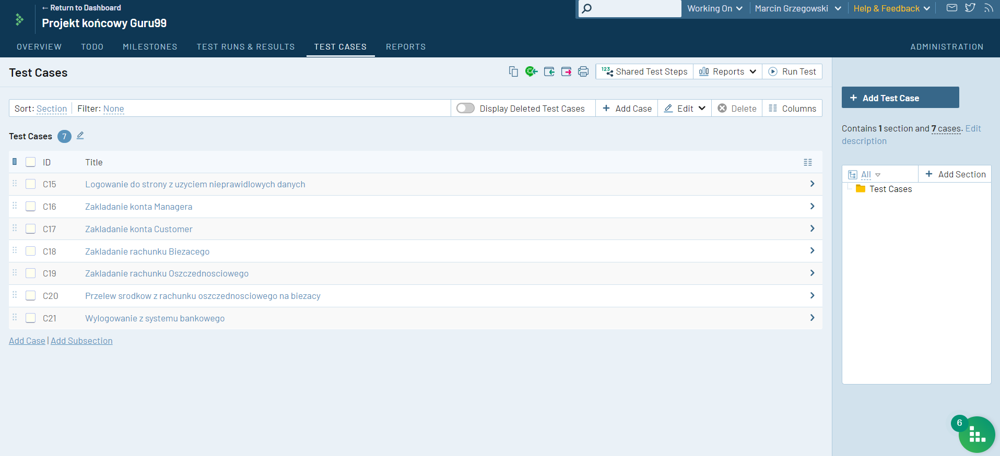 ← Return to Dashboard
Projekt końcowy Guru99
Working On
Marcin Grzegowski
Help & Feedback
OVERVIEW
TODO
MILESTONES
TEST RUNS & RESULTS
TEST CASES
REPORTS
ADMINISTRATION
Test Cases
123 Shared Test Steps
Reports
Run Test
Sort: Section
Filter: None
Display Deleted Test Cases
+ Add Case
Edit
Delete
Columns
Test Cases 7
ID Title
C15 Logowanie do strony z uzyciem nieprawidlowych danych
C16 Zakladanie konta Managera
C17 Zakladanie konta Customer
C18 Zakladanie rachunku Biezacego
C19 Zakladanie rachunku Oszczednosciowego
C20 Przelew srodkow z rachunku oszczednosciowego na biezacy
C21 Wylogowanie z systemu bankowego
Add Case | Add Subsection
+ Add Test Case
Contains 1 section and 7 cases. Edit
description
All
+ Add Section
Test Cases
6